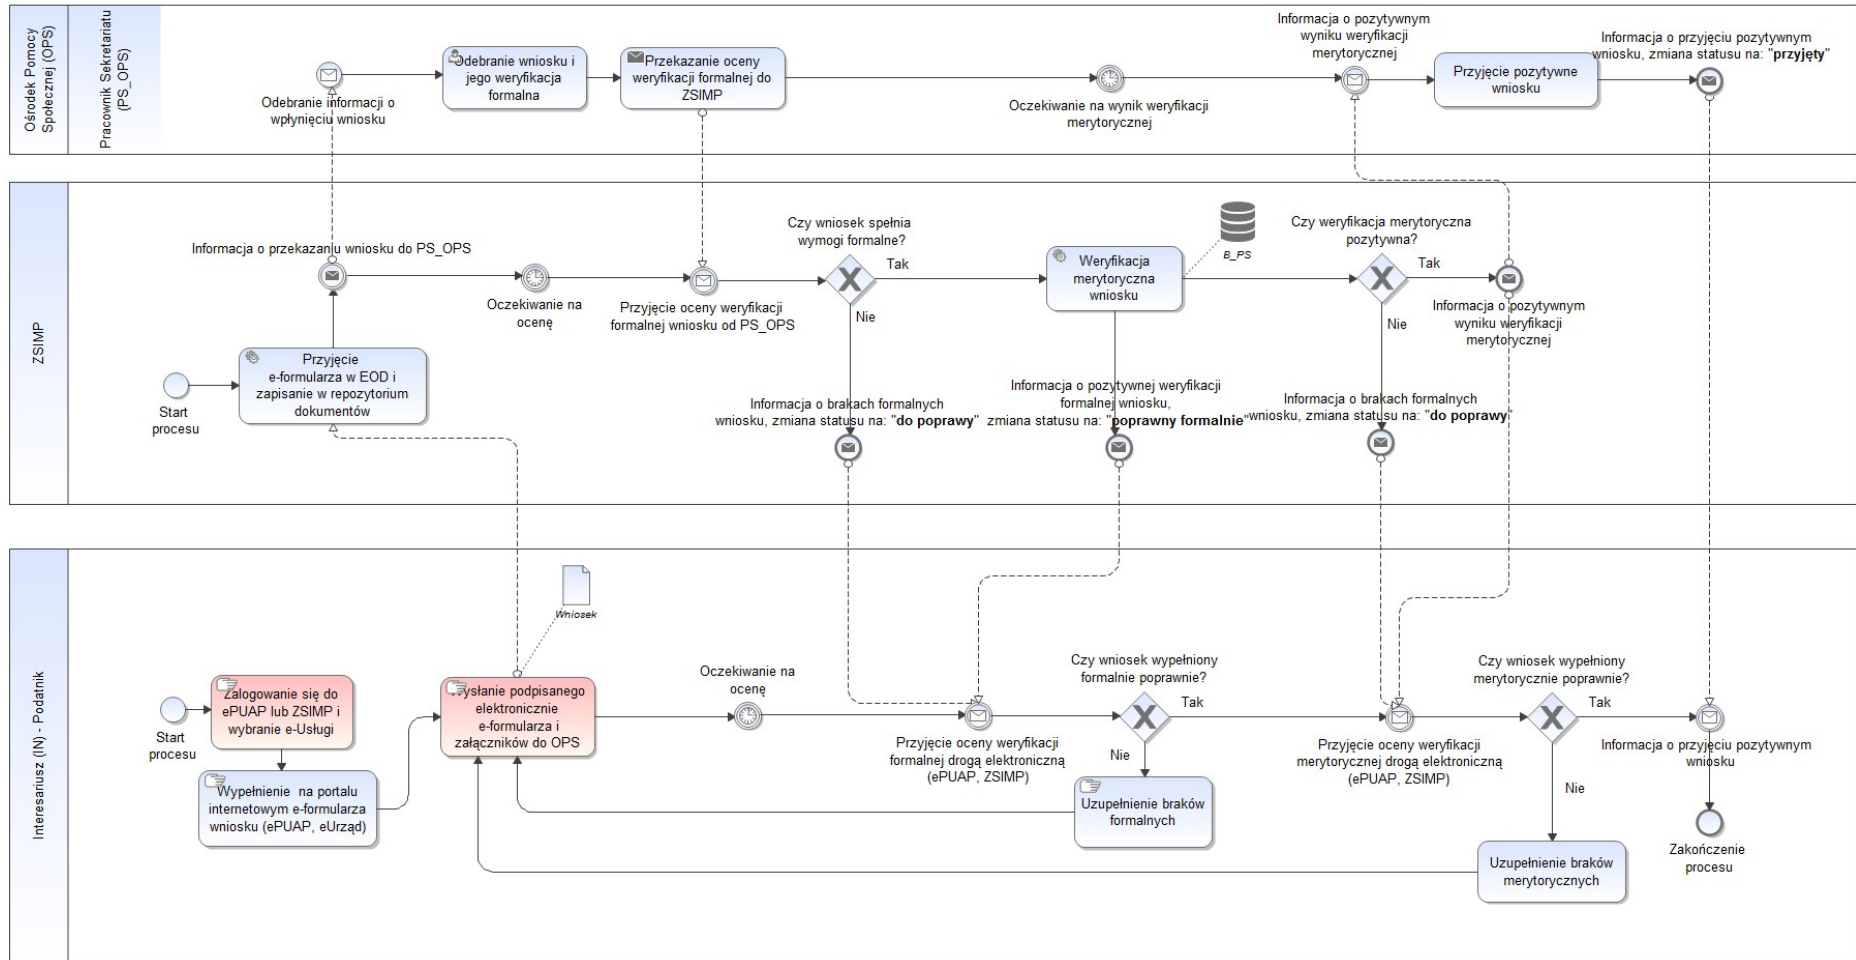 Ośrodek Pomocy
Społecznej (OPS)
Pracownik Sekretariatu
(PS_OPS)
Odebranie informacji o
wpłynięciu wniosku
Odebranie wniosku i
jego weryfikacja
formalna
Przekazanie oceny
weryfikacji formalnej do
ZSIMP
Oczekiwanie na wynik weryfikacji
merytorycznej
Informacja o pozytywnym
wyniku weryfikacji
merytorycznej
Przyjęcie pozytywne
wniosku
Informacja o przyjęciu pozytywnym
wniosku, zmiana statusu na: "przyjęty"
ZSIMP
Start
procesu
Przyjęcie
e-formularza w EOD i
zapisanie w repozytorium
dokumentów
Informacja o przekazaniu wniosku do PS_OPS
Oczekiwanie na
ocenę
Przyjęcie oceny weryfikacji
formalnej wniosku od PS_OPS
Czy wniosek spełnia
wymogi formalne?
Tak
Nie
Informacja o brakach formalnych
wniosku, zmiana statusu na: "do poprawy"
Weryfikacja
merytoryczna
wniosku
B_PS
Informacja o pozytywnej weryfikacji
formalnej wniosku,
zmiana statusu na: "poprawny formalnie"
Czy weryfikacja merytoryczna
pozytywna?
Tak
Nie
Informacja o pozytywnym
wyniku weryfikacji
merytorycznej
Informacja o brakach formalnych
wniosku, zmiana statusu na: "do poprawy"
Interesariusz (IN) - Podatnik
Start
procesu
Zalogowanie się do
ePUAP lub ZSIMP i
wybranie e-Usługi
Wypełnienie na portalu
internetowym e-formularza
wniosku (ePUAP, eUrząd)
Wysłanie podpisanego
elektronicznie
e-formularza i
załączników do OPS
Wniosek
Oczekiwanie na
ocenę
Przyjęcie oceny weryfikacji
formalnej drogą elektroniczną
(ePUAP, ZSIMP)
Czy wniosek wypełniony
formalnie poprawnie?
Tak
Nie
Uzupełnienie braków
formalnych
Przyjęcie oceny weryfikacji
merytorycznej drogą elektroniczną
(ePUAP, ZSIMP)
Czy wniosek wypełniony
merytorycznie poprawnie?
Tak
Nie
Uzupełnienie braków
merytorycznych
Informacja o przyjęciu pozytywnym
wniosku
Zakończenie
procesu